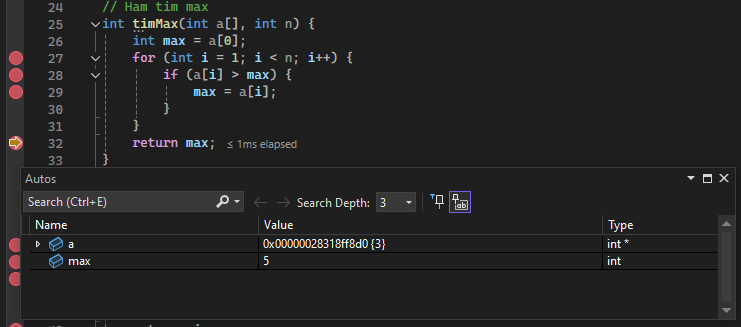 24 // Ham tim max
25 int timMax(int a[], int n) {
26 int max = a[0];
27 for (int i = 1; i < n; i++) {
28 if (a[i] > max) {
29 max = a[i];
30 }
31 }
32 return max; ≤ 1ms elapsed
33 }
Autos
Search (Ctrl+E) Search Depth: 3
Name Value Type
a 0x00000028318ff8d0 {3} int *
max 5 int